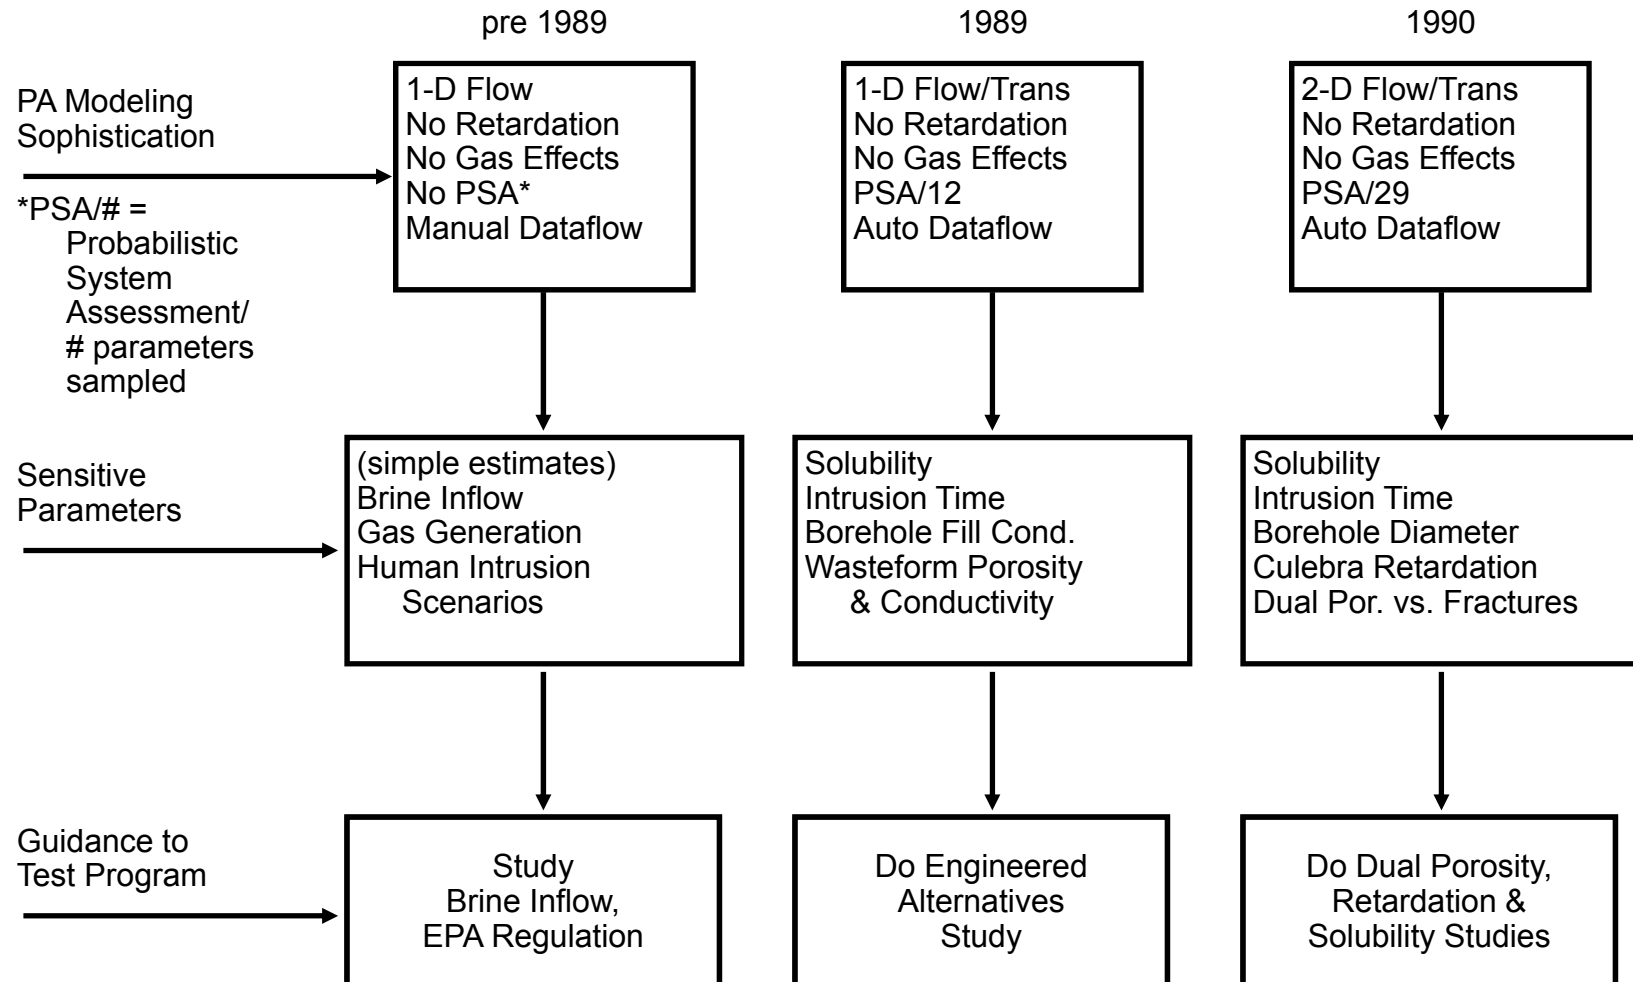 pre 1989
1989
1990
PA Modeling
Sophistication
*PSA/# =
Probabilistic
System
Assessment/
# parameters
sampled
1-D Flow
No Retardation
No Gas Effects
No PSA*
Manual Dataflow
1-D Flow/Trans
No Retardation
No Gas Effects
PSA/12
Auto Dataflow
2-D Flow/Trans
No Retardation
No Gas Effects
PSA/29
Auto Dataflow
Sensitive
Parameters
(simple estimates)
Brine Inflow
Gas Generation
Human Intrusion
Scenarios
Solubility
Intrusion Time
Borehole Fill Cond.
Wasteform Porosity
& Conductivity
Solubility
Intrusion Time
Borehole Diameter
Culebra Retardation
Dual Por. vs. Fractures
Guidance to
Test Program
Study
Brine Inflow,
EPA Regulation
Do Engineered
Alternatives
Study
Do Dual Porosity,
Retardation &
Solubility Studies